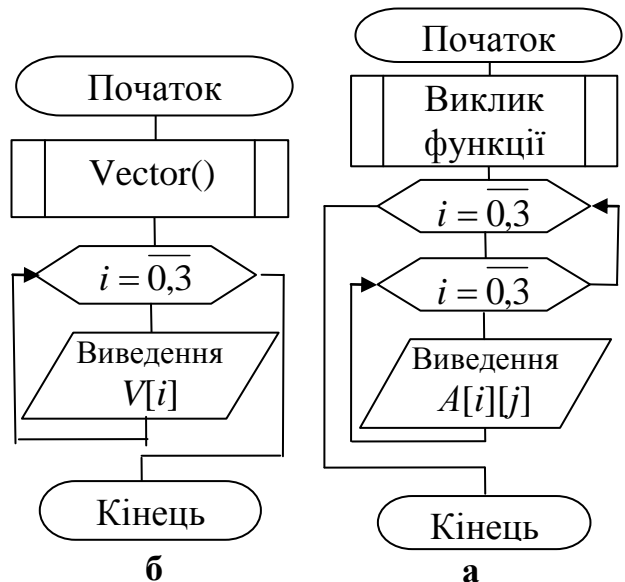 Початок
Vector()
i = 0,3
Виведення
V[i]
Кінець
б
Початок
Виклик
функції
i = 0,3
i = 0,3
Виведення
A[i][j]
Кінець
а